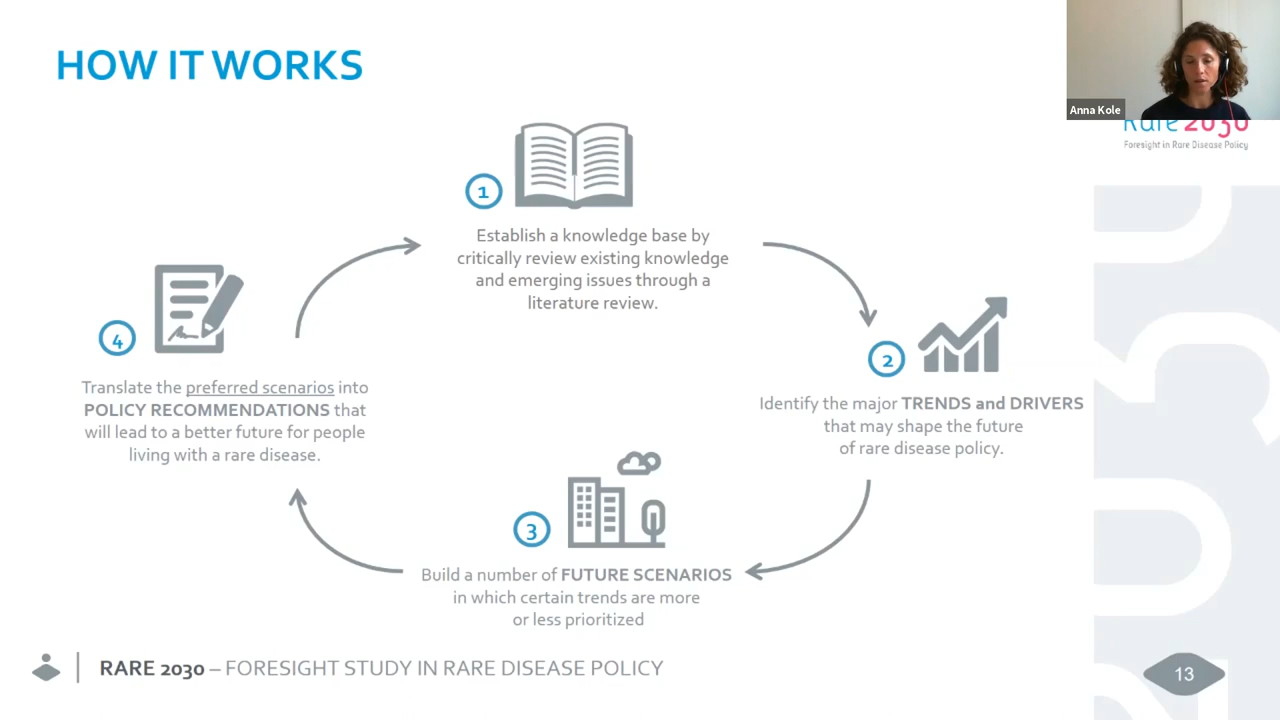 HOW IT WORKS
Anna Kole
Rare 2030
Foresight in Rare Disease Policy
1
Establish a knowledge base by
critically review existing knowledge
and emerging issues through a
literature review.
2
Identify the major TRENDS and DRIVERS
that may shape the future
of rare disease policy.
3
Build a number of FUTURE SCENARIOS
in which certain trends are more
or less prioritized
4
Translate the preferred scenarios into
POLICY RECOMMENDATIONS that
will lead to a better future for people
living with a rare disease.
RARE 2030 – FORESIGHT STUDY IN RARE DISEASE POLICY
13